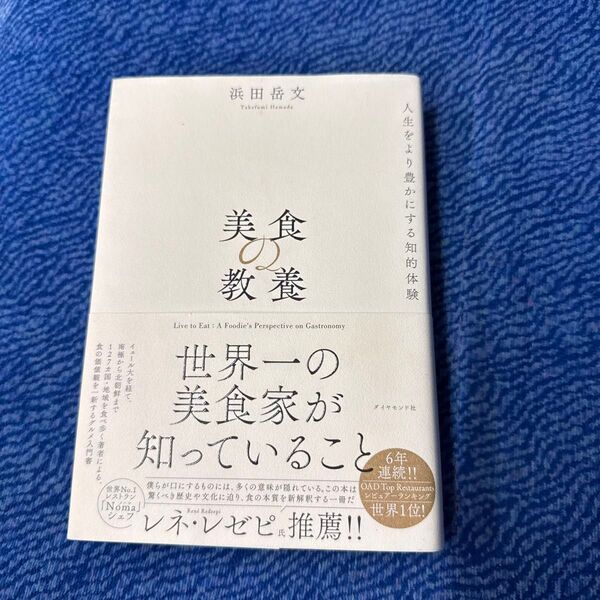 浜田岳文
Takefumi Hamada
人生をより豊かにする知的体験
美食
の
教養
Live to Eat : A Foodie's Perspective on Gastronomy
世界一の
美食家が
知っていること
ダイヤモンド社
イェール大を経て、
南極から北朝鮮まで
127カ国・地域を食べ歩く著者による、
食の価値観を一新するグルメ入門書
僕らが口にするものには、多くの意味が隠れている。この本は
驚くべき歴史や文化に迫り、食の本質を新解釈する一冊だ
世界No.1
レストラン
「Noma」
ノーマ
シェフ
René Redzepi
レネ・レゼピ氏 推薦!!
6年
連続!!
OAD Top Restaurants
レビュアーランキング
世界1位!